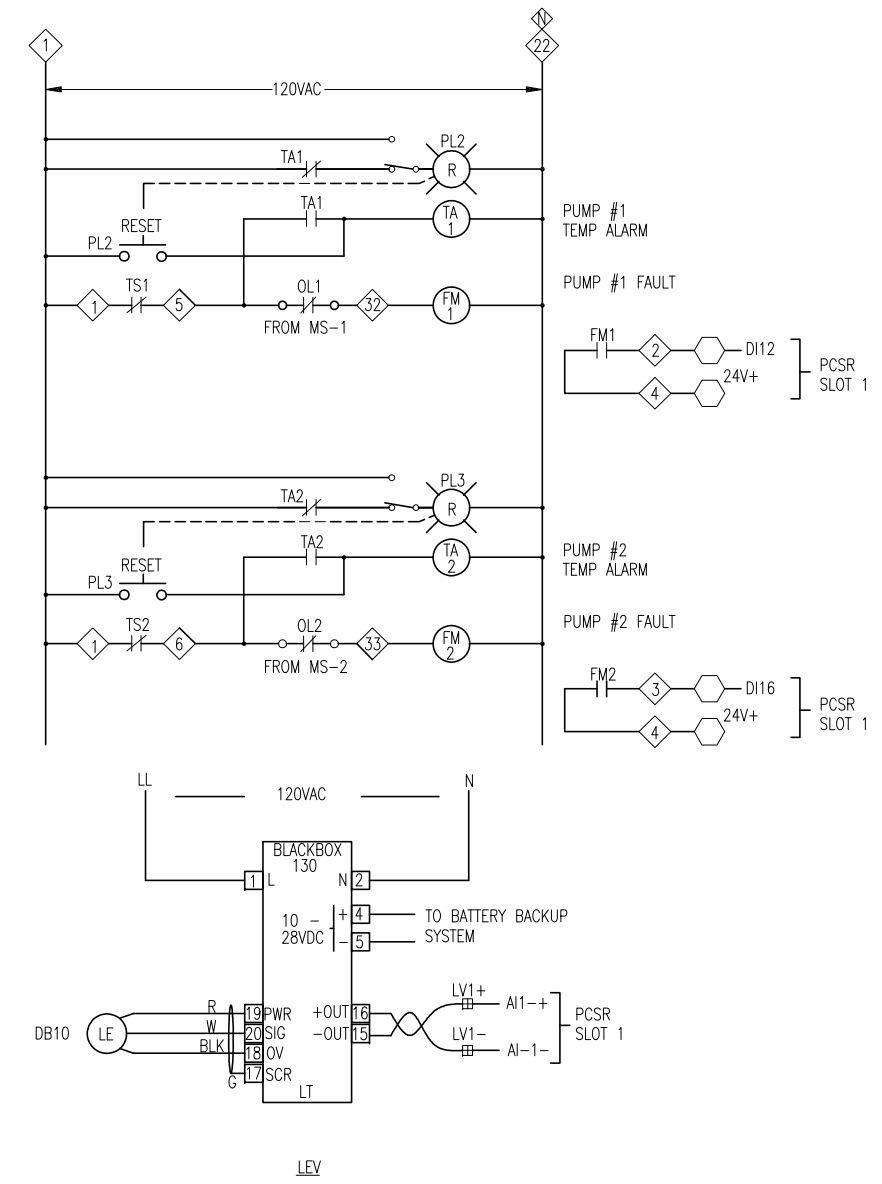 N
1
22
120VAC
PL2
TA1
R
TA1
TA
1
PUMP #1
TEMP ALARM
RESET
PL2
TS1
OL1
PUMP #1 FAULT
1
5
32
FM
1
FROM MS-1
FM1
2
DI12
24V+
4
PCSR
SLOT 1
PL3
TA2
R
TA2
TA
2
PUMP #2
TEMP ALARM
RESET
PL3
TS2
OL2
PUMP #2 FAULT
1
6
33
FM
2
FROM MS-2
FM2
3
DI16
24V+
4
PCSR
SLOT 1
LL
120VAC
N
BLACKBOX
130
1
L
N
2
10 -
28VDC
+
4
-
5
TO BATTERY BACKUP
SYSTEM
DB10
LE
R
W
BLK
G
19
PWR
20
SIG
18
OV
17
SCR
+OUT
16
-OUT
15
LT
LV1+
AI1-+
LV1-
AI-1-
PCSR
SLOT 1
LEV